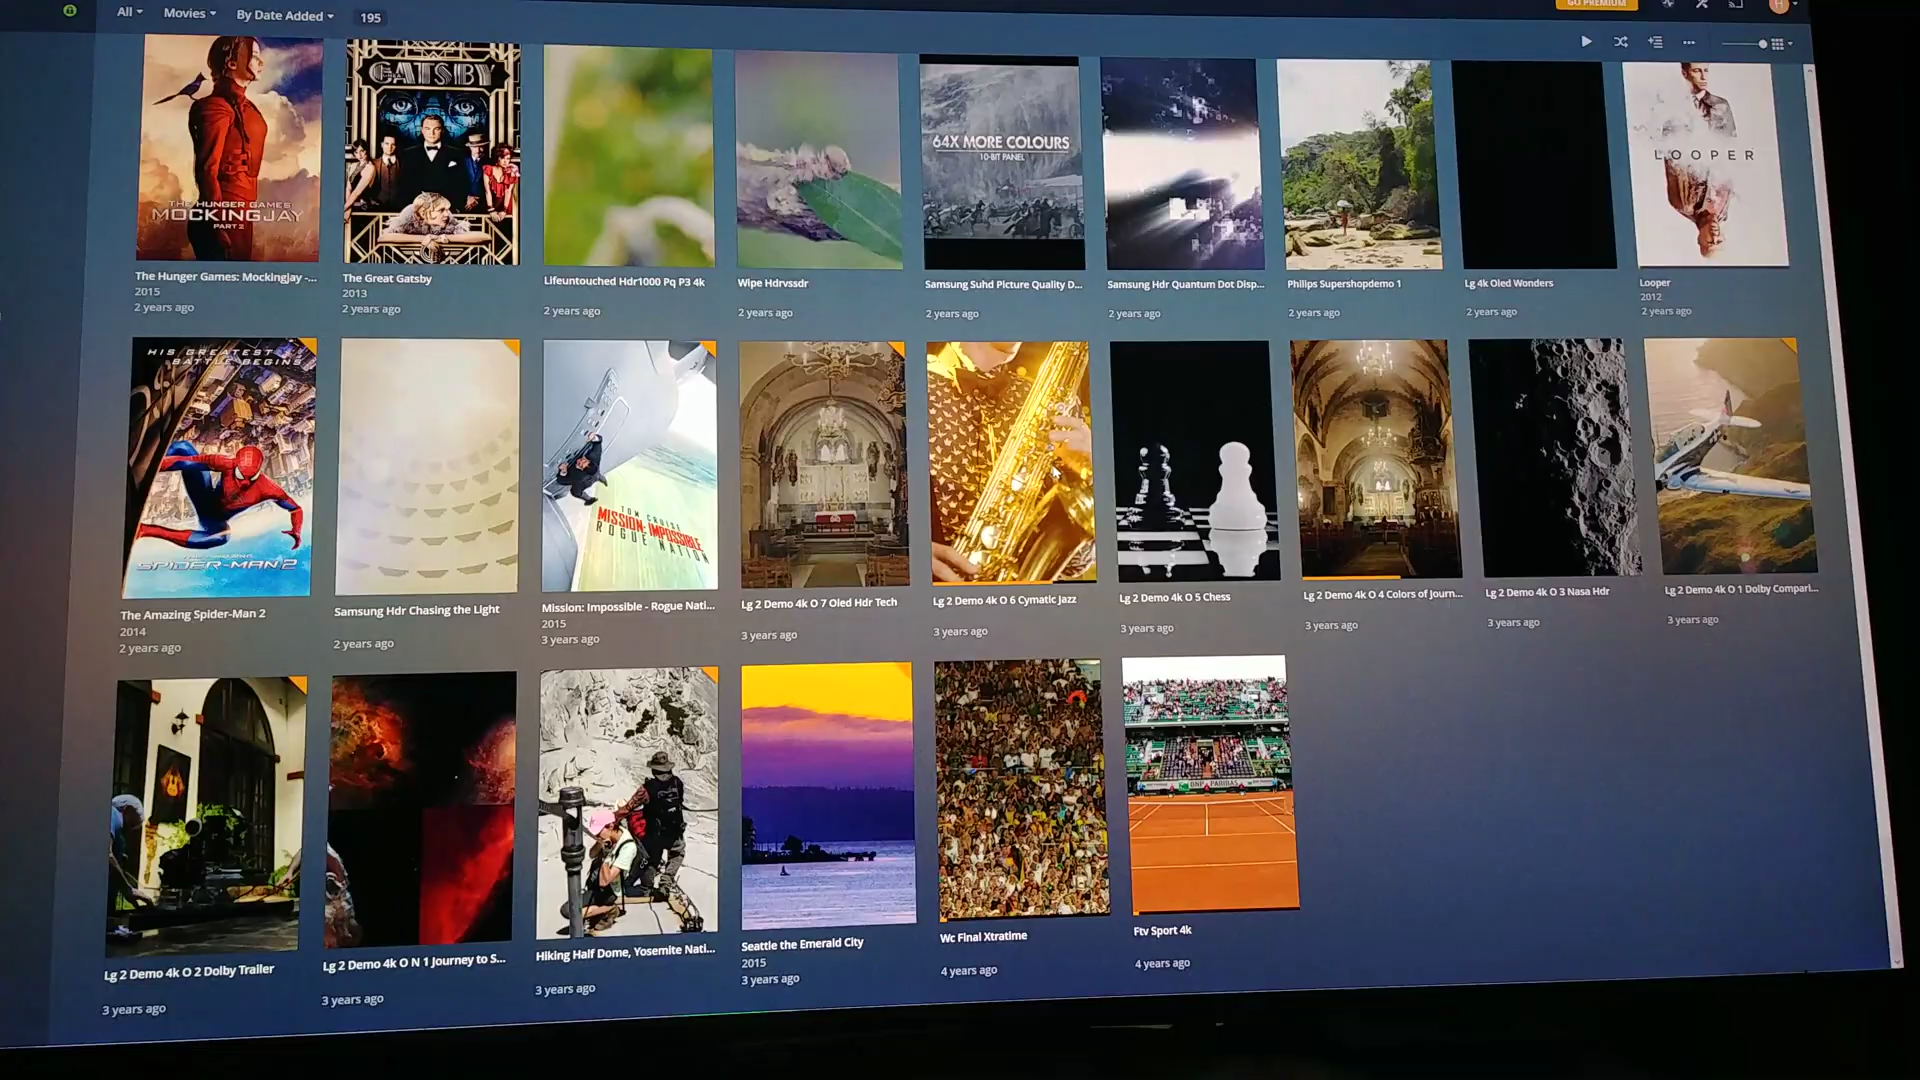 All Movies By Date Added 195
GO PREMIUM
THE HUNGER GAMES:
MOCKINGJAY
PART 2
GATSBY
64X MORE COLOURS
10-BIT PANEL
LOOPER
The Hunger Games: Mockingjay -...
2015
2 years ago
The Great Gatsby
2013
2 years ago
Lifeuntouched Hdr1000 Pq P3 4k
2 years ago
Wipe Hdrvssdr
2 years ago
Samsung Suhd Picture Quality D...
2 years ago
Samsung Hdr Quantum Dot Disp...
2 years ago
Philips Supershopdemo 1
2 years ago
Lg 4k Oled Wonders
2 years ago
Looper
2012
2 years ago
HIS GREATEST
BATTLE BEGINS
SPIDER-MAN 2
TOM CRUISE
MISSION: IMPOSSIBLE
ROGUE NATION
The Amazing Spider-Man 2
2014
2 years ago
Samsung Hdr Chasing the Light
2 years ago
Mission: Impossible - Rogue Nati...
2015
3 years ago
Lg 2 Demo 4k O 7 Oled Hdr Tech
3 years ago
Lg 2 Demo 4k O 6 Cymatic Jazz
3 years ago
Lg 2 Demo 4k O 5 Chess
3 years ago
Lg 2 Demo 4k O 4 Colors of Journ...
3 years ago
Lg 2 Demo 4k O 3 Nasa Hdr
3 years ago
Lg 2 Demo 4k O 1 Dolby Compari...
3 years ago
BNP PARIBAS
Lg 2 Demo 4k O 2 Dolby Trailer
3 years ago
Lg 2 Demo 4k O N 1 Journey to S...
3 years ago
Hiking Half Dome, Yosemite Nati...
3 years ago
Seattle the Emerald City
2015
3 years ago
Wc Final Xtratime
4 years ago
Ftv Sport 4k
4 years ago